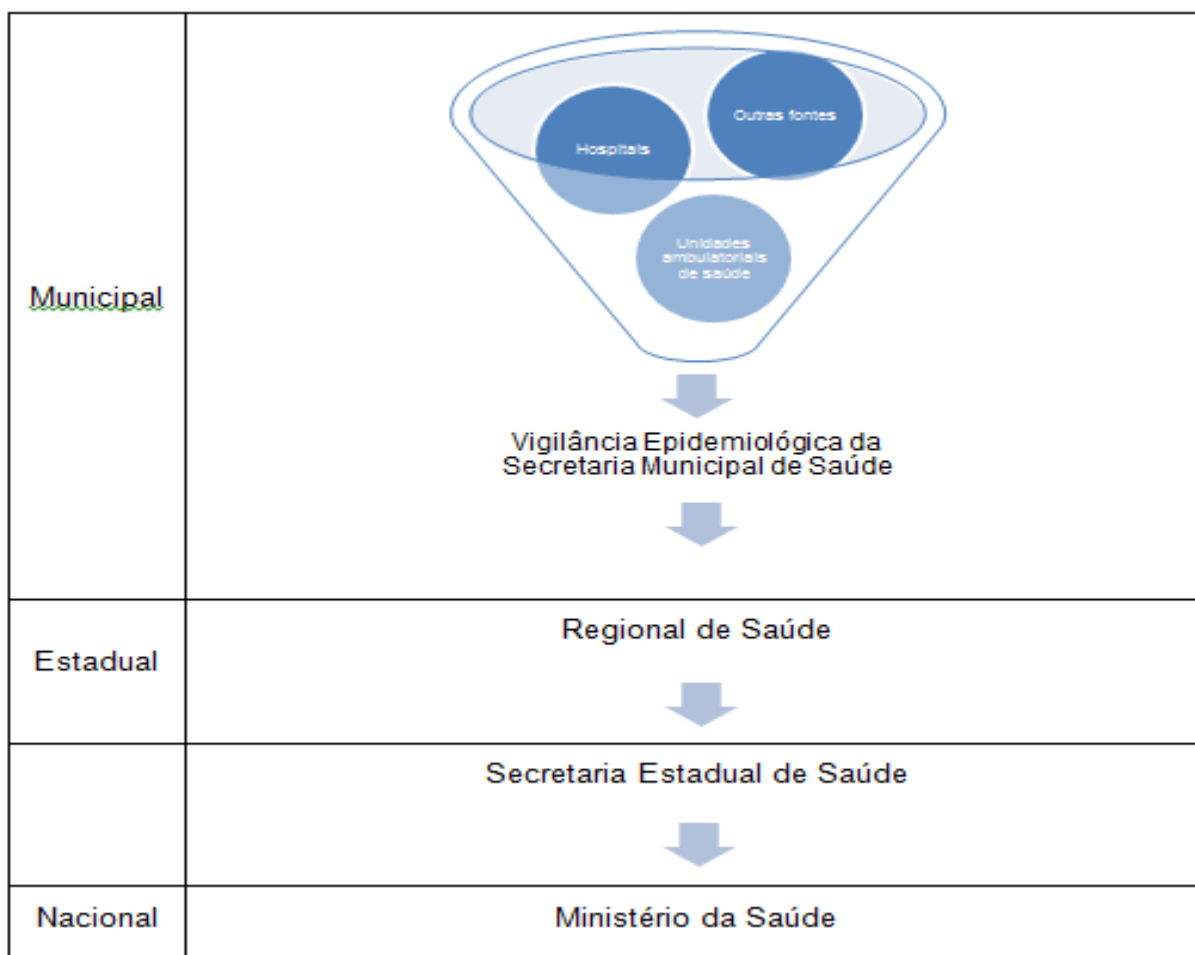 Outras fontes
Hospitais
Unidades
ambulatoriais
de saúde
Municipal
Vigilância Epidemiológica da
Secretaria Municipal de Saúde
Regional de Saúde
Estadual
Secretaria Estadual de Saúde
Nacional
Ministério da Saúde